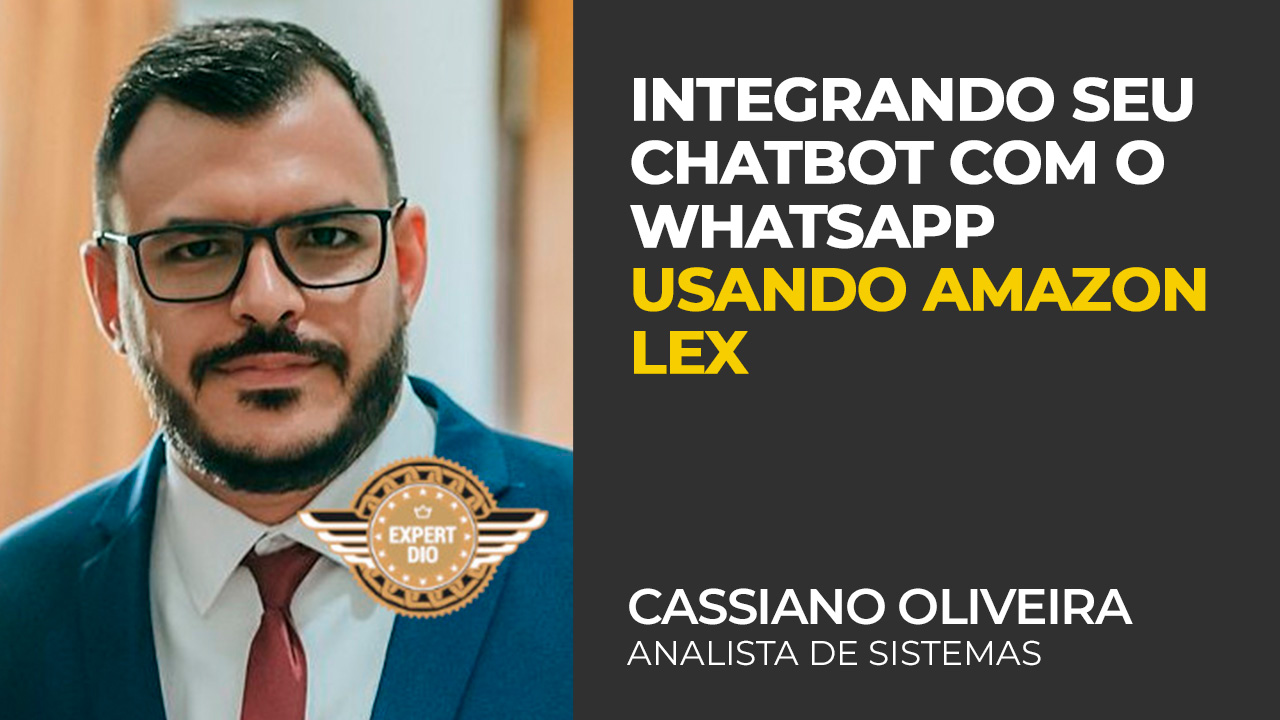 INTEGRANDO SEU
CHATBOT COM O
WHATSAPP
USANDO AMAZON
LEX
EXPERT
DIO
CASSIANO OLIVEIRA
ANALISTA DE SISTEMAS